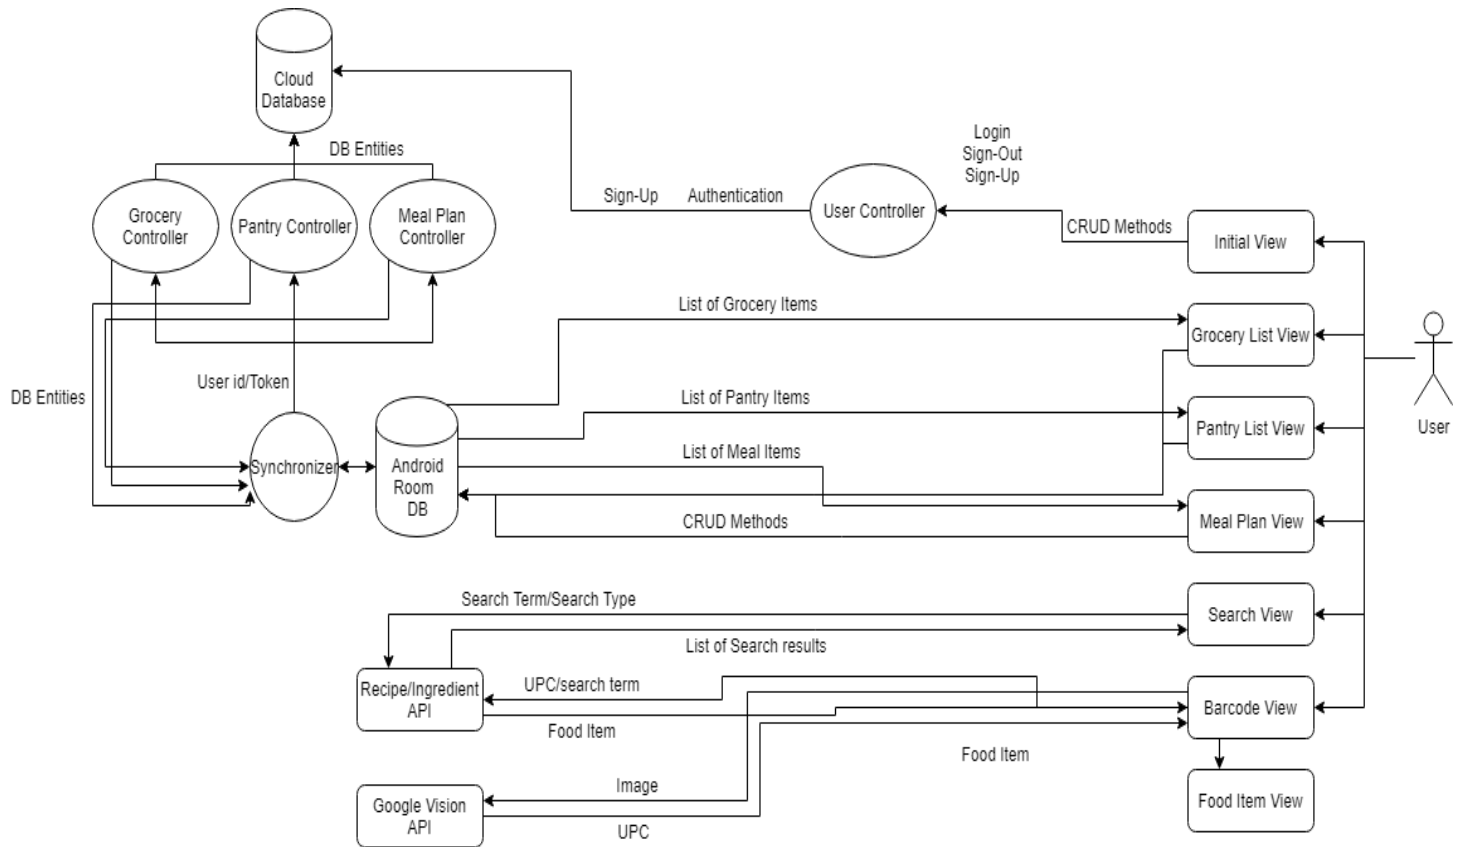 Cloud
Database
DB Entities
Login
Sign-Out
Sign-Up
Grocery
Controller
Pantry Controller
Meal Plan
Controller
Sign-Up
Authentication
User Controller
CRUD Methods
Initial View
List of Grocery Items
Grocery List View
User id/Token
DB Entities
List of Pantry Items
Pantry List View
User
Synchronizer
Android
Room
DB
List of Meal Items
CRUD Methods
Meal Plan View
Search Term/Search Type
Search View
List of Search results
Recipe/Ingredient
API
UPC/search term
Food Item
Barcode View
Food Item
Image
Google Vision
API
UPC
Food Item View